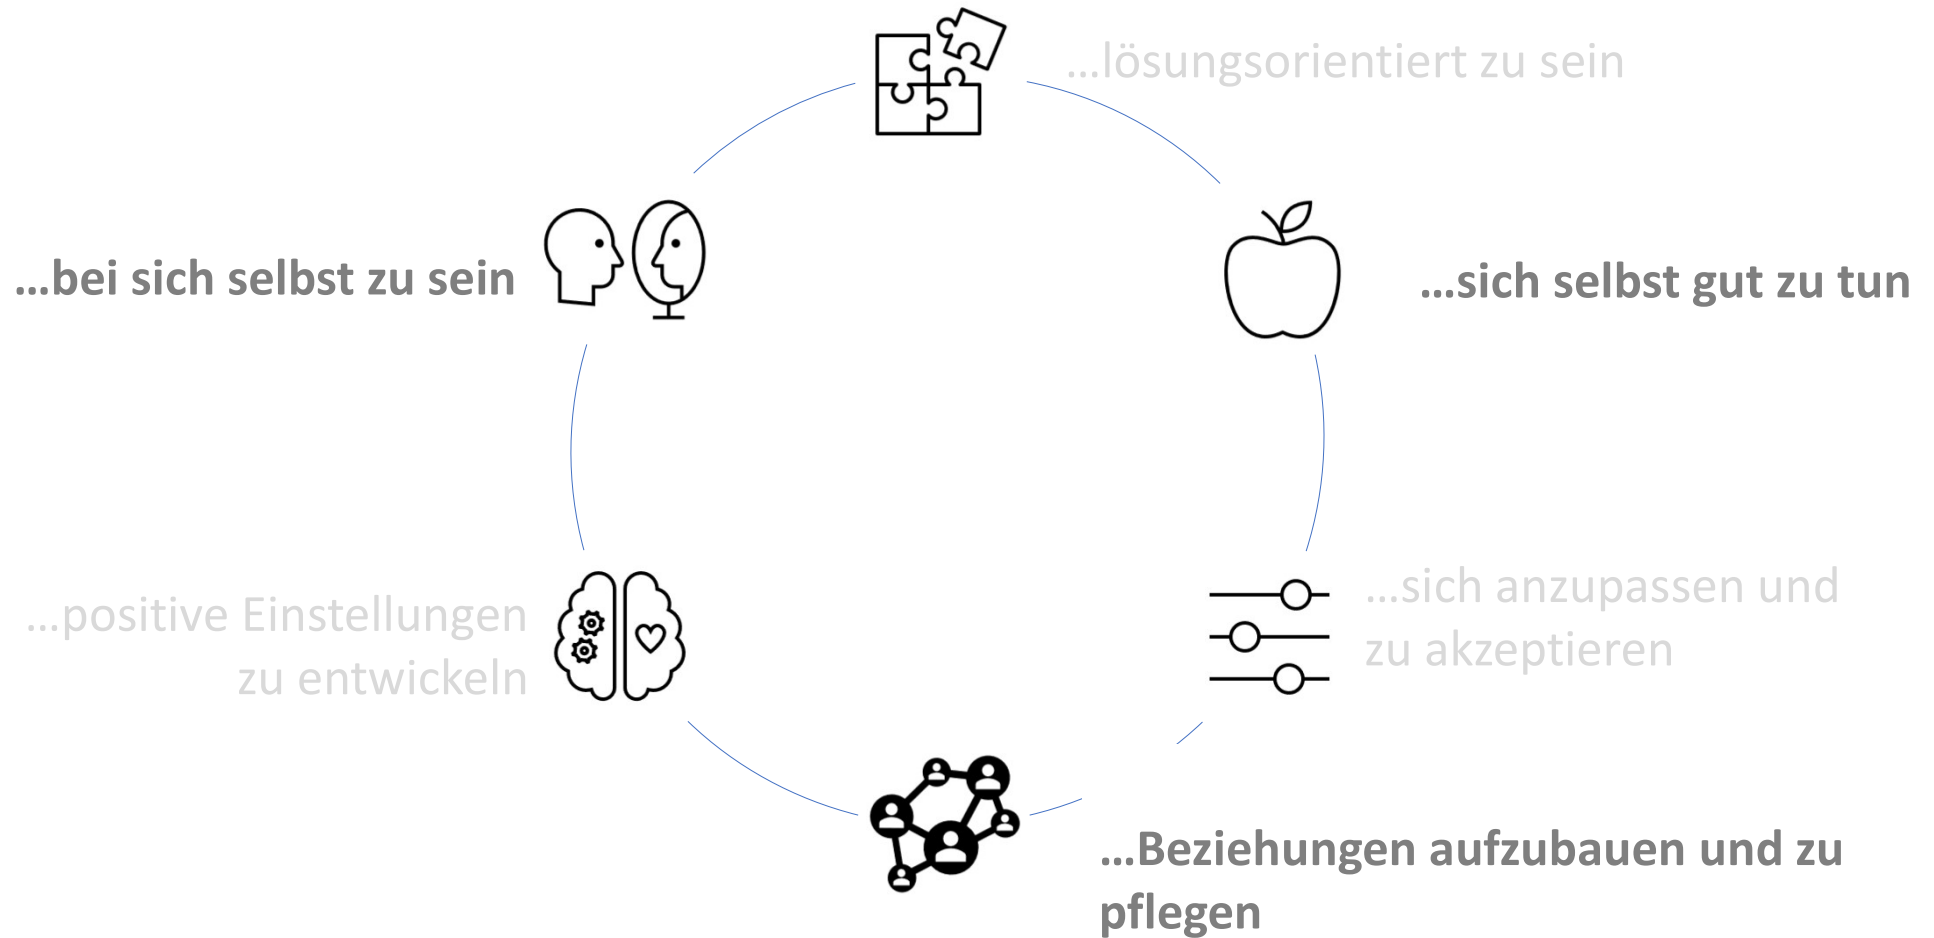 ...lösungsorientiert zu sein
...bei sich selbst zu sein
...sich selbst gut zu tun
...positive Einstellungen
zu entwickeln
...sich anzupassen und
zu akzeptieren
...Beziehungen aufzubauen und zu
pflegen